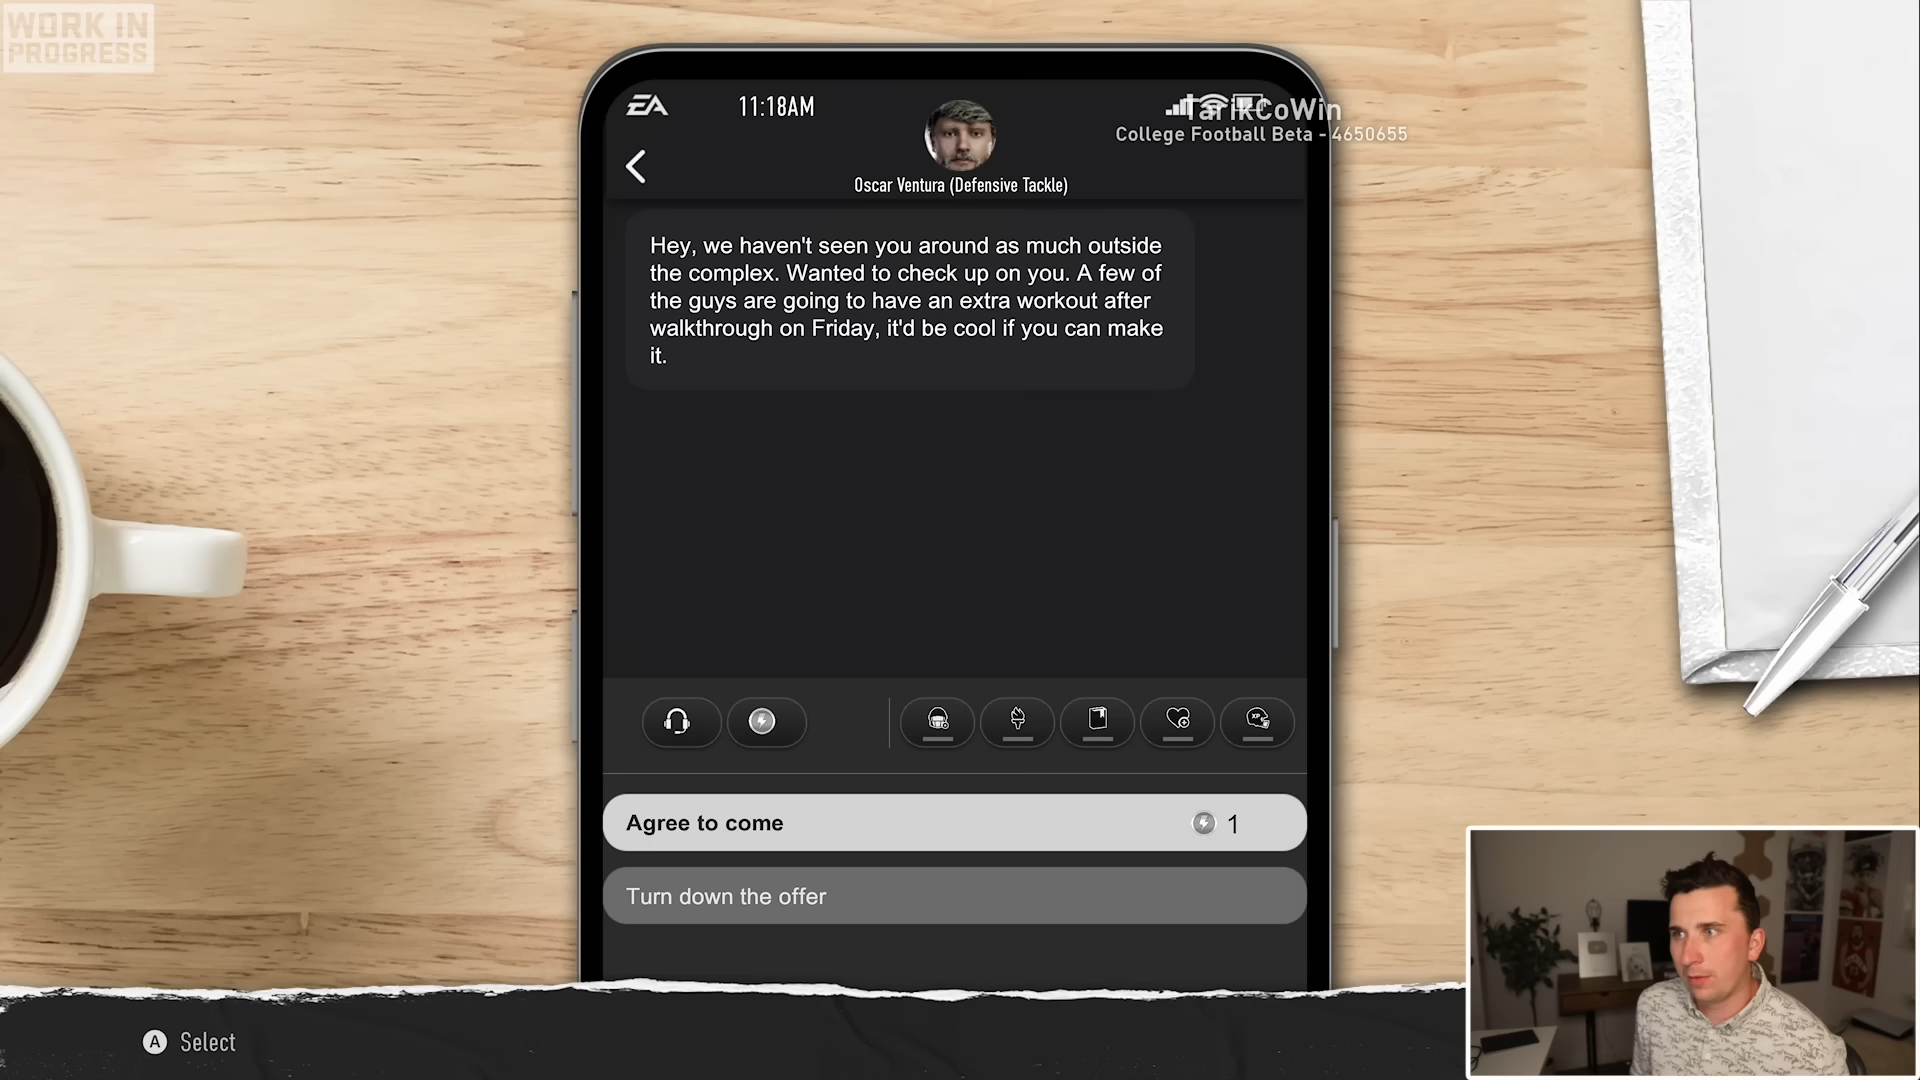 WORK IN
PROGRESS
EA
11:18AM
TarikCoWin
College Football Beta - 4650655
Oscar Ventura (Defensive Tackle)
Hey, we haven't seen you around as much outside
the complex. Wanted to check up on you. A few of
the guys are going to have an extra workout after
walkthrough on Friday, it'd be cool if you can make
it.
XP
Agree to come 1
Turn down the offer
A Select